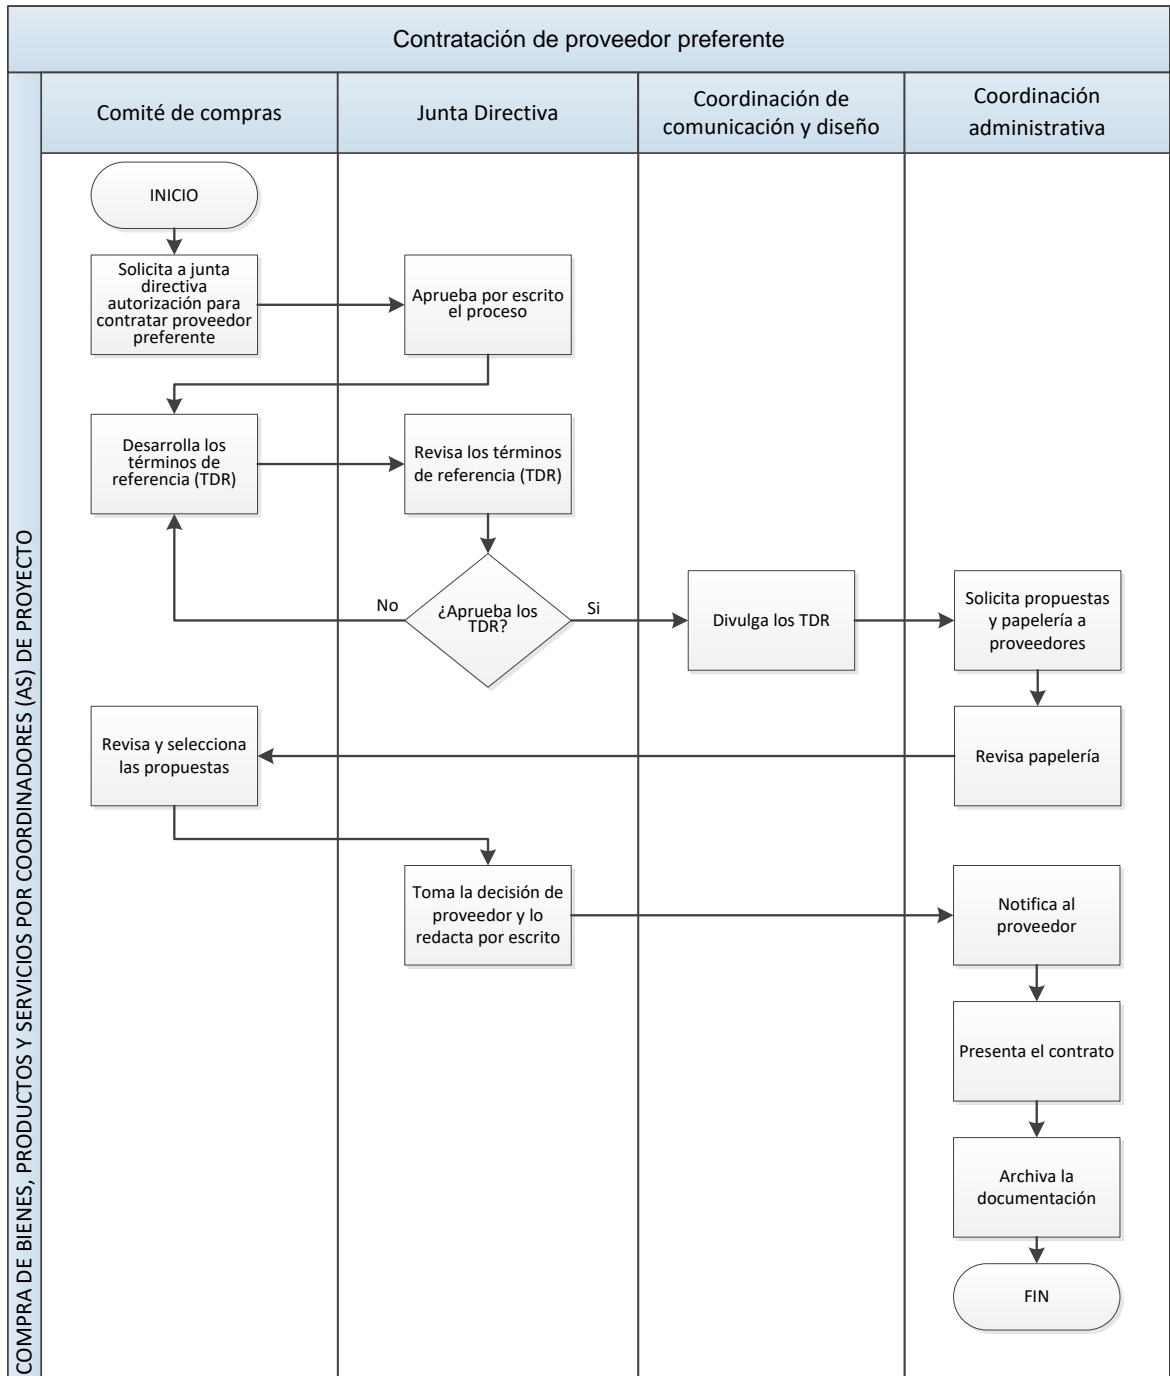 Contratación de proveedor preferente
COMPRA DE BIENES, PRODUCTOS Y SERVICIOS POR COORDINADORES (AS) DE PROYECTO
Comité de compras
Junta Directiva
Coordinación de
comunicación y diseño
Coordinación
administrativa
INICIO
Solicita a junta
directiva
autorización para
contratar proveedor
preferente
Aprueba por escrito
el proceso
Desarrolla los
términos de
referencia (TDR)
Revisa los términos
de referencia (TDR)
No
¿Aprueba los
TDR?
Si
Divulga los TDR
Solicita propuestas
y papelería a
proveedores
Revisa y selecciona
las propuestas
Revisa papelería
Toma la decisión de
proveedor y lo
redacta por escrito
Notifica al
proveedor
Presenta el contrato
Archiva la
documentación
FIN